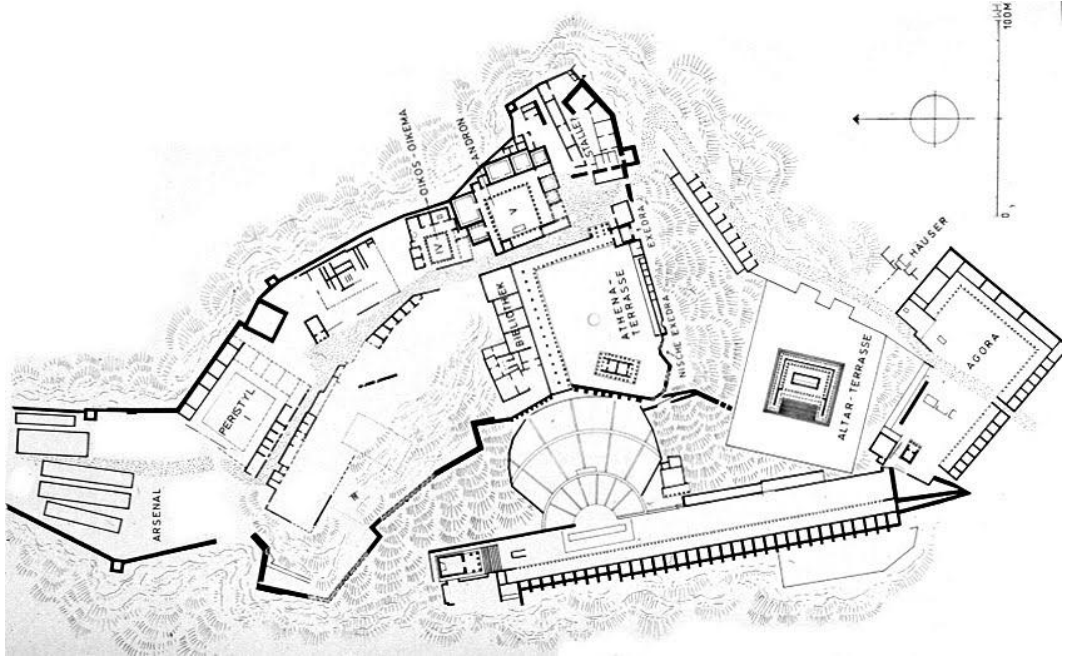 100M
0
OIKOS-OIKEMA
ANDRON
STÄLLE
EXEDRA
HÄUSER
III
IV
V
BIBLIOTHEK
ATHENA-
TERRASSE
NISCHE EXEDRA
AGORA
ALTAR-TERRASSE
PERISTYL
I
ARSENAL